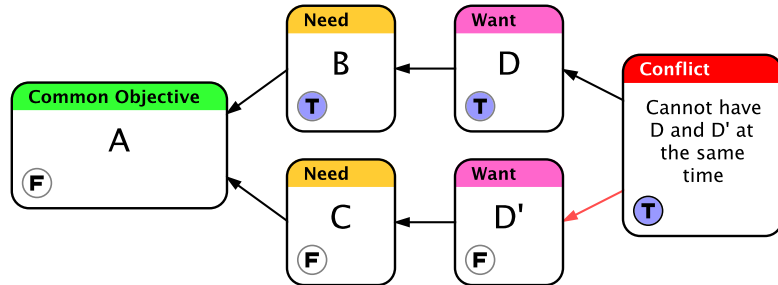 Common Objective
A
F
Need
B
T
Want
D
T
Need
C
F
Want
D'
F
Conflict
Cannot have
D and D' at
the same
time
T